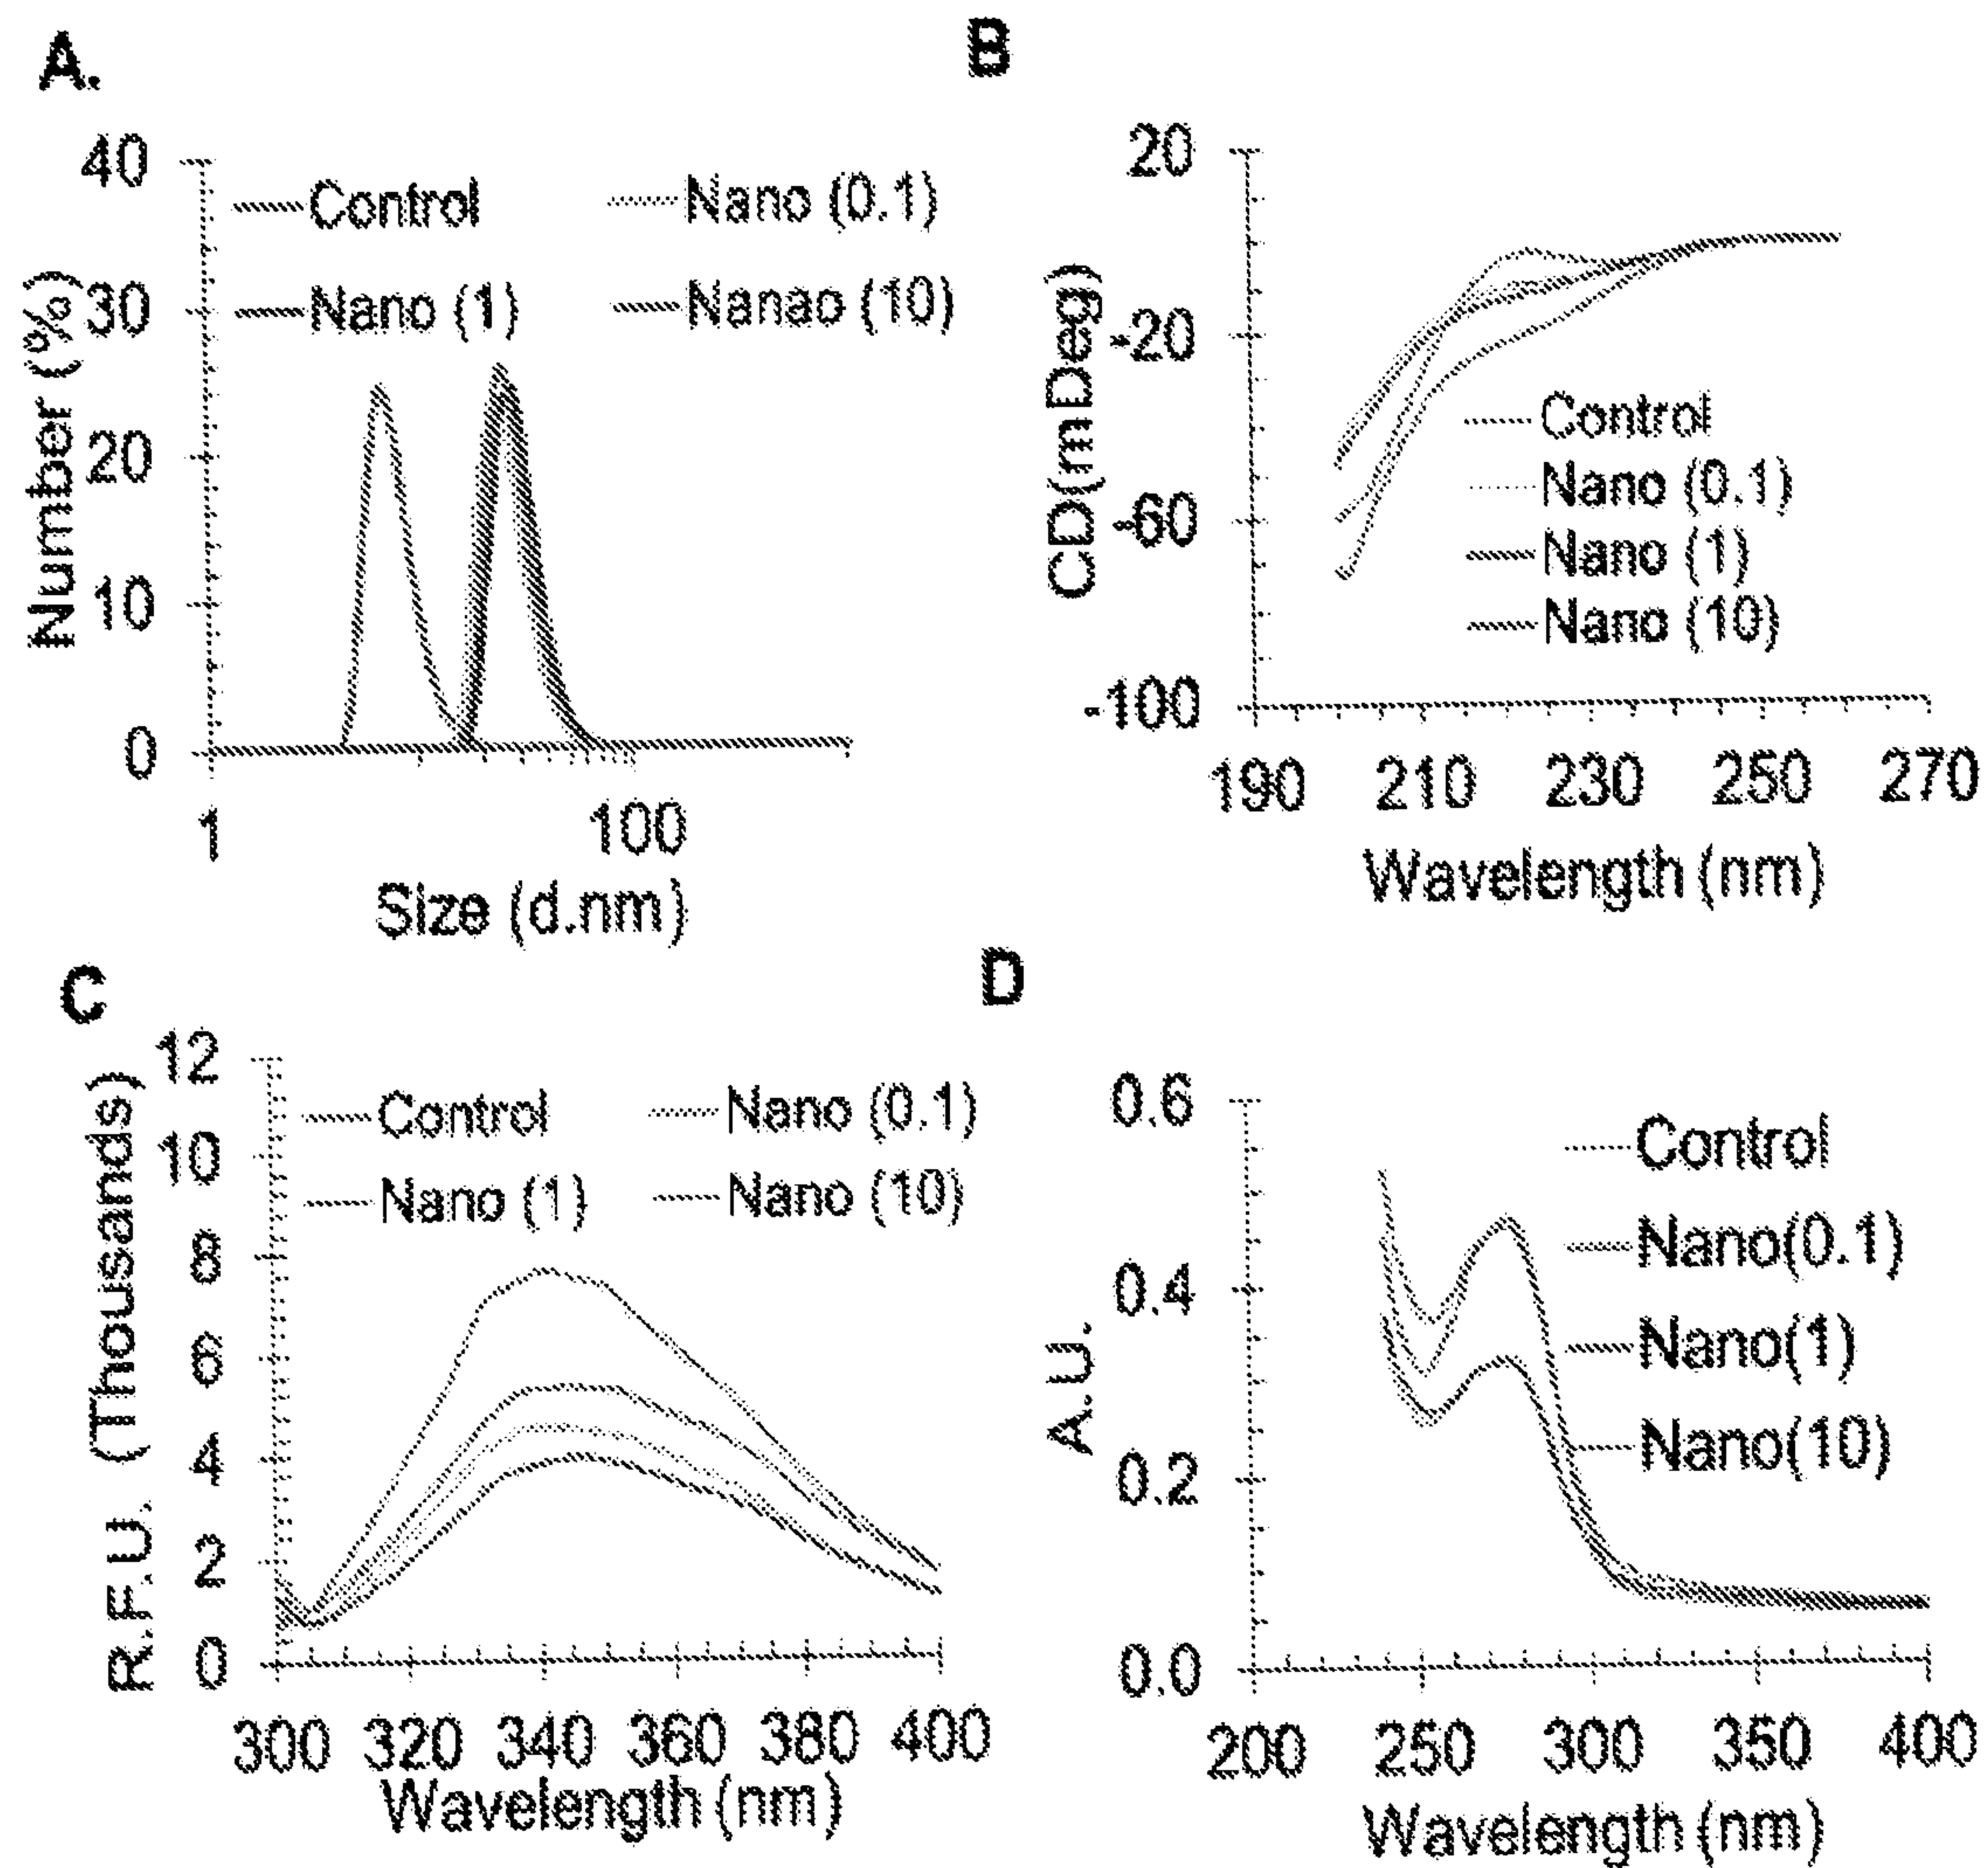 A.
40
30
20
10
0
Number (%)
Control
Nano (0.1)
Nano (1)
Nanao (10)
1
100
Size (d.nm)
B
20
-20
-60
-100
CD(mDeg)
Control
Nano (0.1)
Nano (1)
Nano (10)
190 210 230 250 270
Wavelength (nm)
C
12
10
8
6
4
2
0
R.F.U. (Thousands)
Control
Nano (0.1)
Nano (1)
Nano (10)
300 320 340 360 380 400
Wavelength (nm)
D
0.6
0.4
0.2
0.0
A.U.
Control
Nano(0.1)
Nano(1)
Nano(10)
200 250 300 350 400
Wavelength (nm)